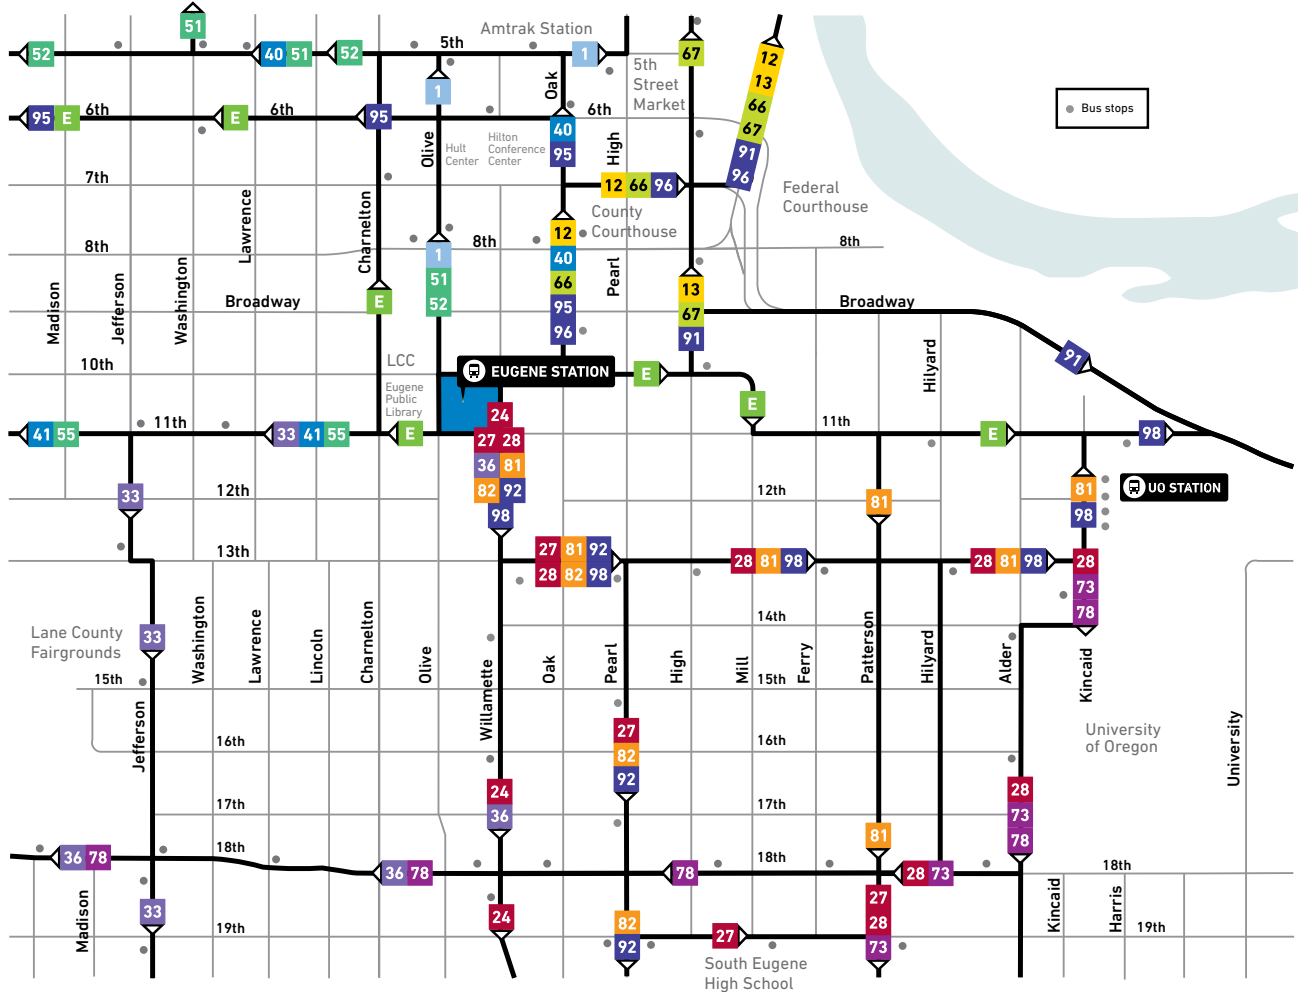 51
Amtrak Station
52
40 51
52
5th
1
67
12
13
66
67
91
96
5th
Street
Market
Bus stops
1
Oak
95 E
6th
E
6th
95
6th
40
95
Olive
Hult
Center
Hilton
Conference
Center
High
7th
12 66 96
Federal
Courthouse
Lawrence
Charnelton
County
Courthouse
12
40
66
95
96
8th
8th
8th
1
51
52
Pearl
Madison
Jefferson
Washington
Broadway
E
13
67
91
Broadway
10th
LCC
Eugene
Public
Library
EUGENE STATION
E
Hilyard
91
E
24
27 28
36 81
82 92
98
41 55
11th
33 41 55
E
11th
E
98
33
12th
12th
81
81
98
UO STATION
13th
27 81 92
28 82 98
28 81 98
28 81 98
28
73
78
Lane County
Fairgrounds
33
14th
Washington
Lawrence
Lincoln
Charnelton
Olive
Willamette
Oak
Pearl
High
Mill
Ferry
Patterson
Hilyard
Alder
Kincaid
15th
15th
Jefferson
27
82
92
University
of Oregon
University
16th
16th
24
36
28
73
78
17th
17th
81
36 78
18th
36 78
78
18th
28 73
18th
33
Madison
24
82
92
27
28
73
Kincaid
Harris
19th
27
19th
South Eugene
High School